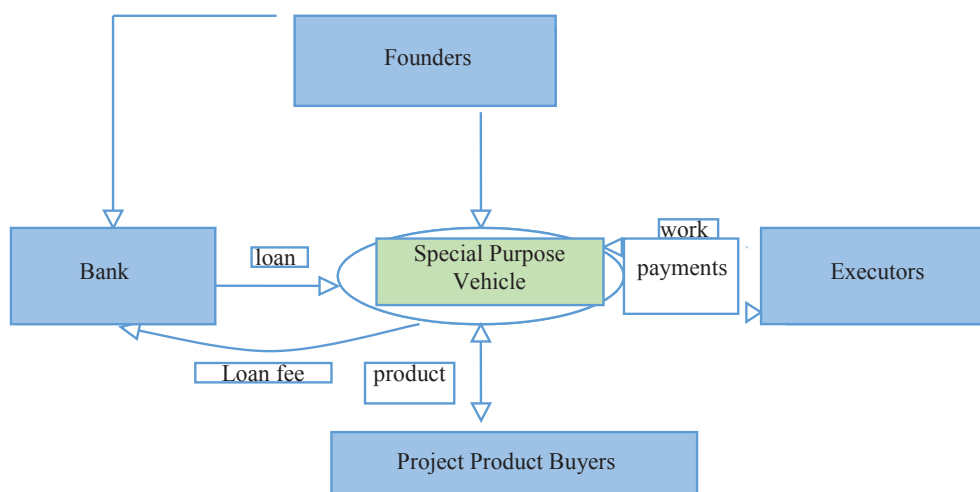 Founders
work
loan
Special Purpose
Vehicle
Bank
payments
Executors
Loan fee
product
Project Product Buyers